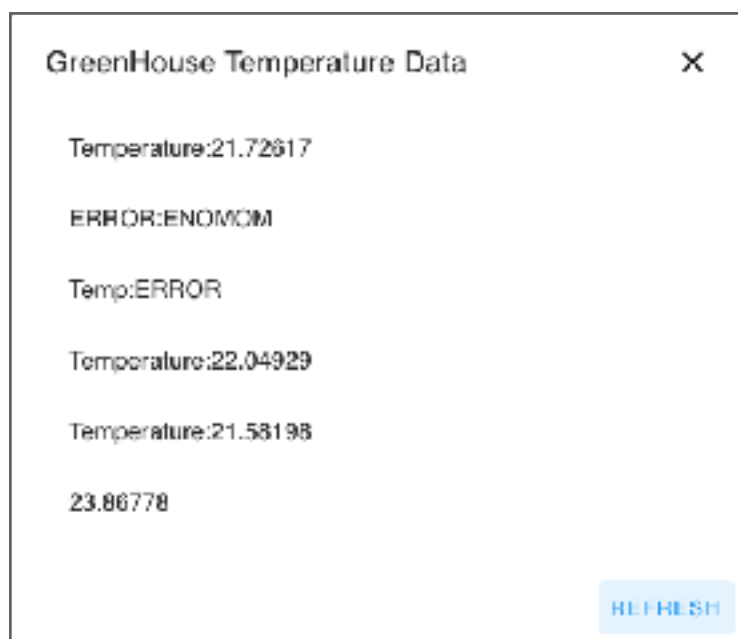 GreenHouse Temperature Data
Temperature:21.72617
ERROR:ENOMOM
Temp:ERROR
Temperature:22.04929
Temperature:21.58198
23.86778
REFRESH